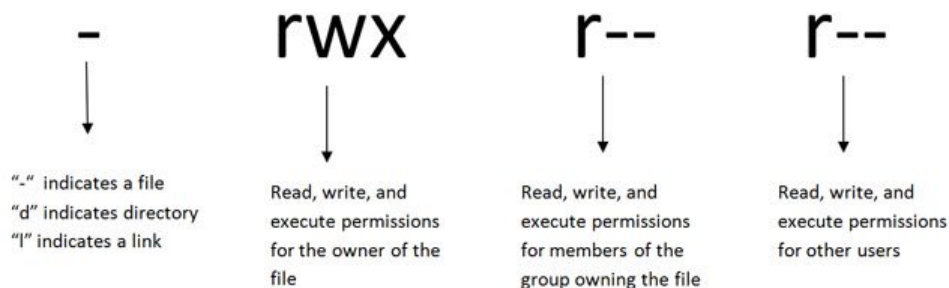 -
rwx
r--
r--
"-" indicates a file
"d" indicates directory
"l" indicates a link
Read, write, and
execute permissions
for the owner of the
file
Read, write, and
execute permissions
for members of the
group owning the file
Read, write, and
execute permissions
for other users